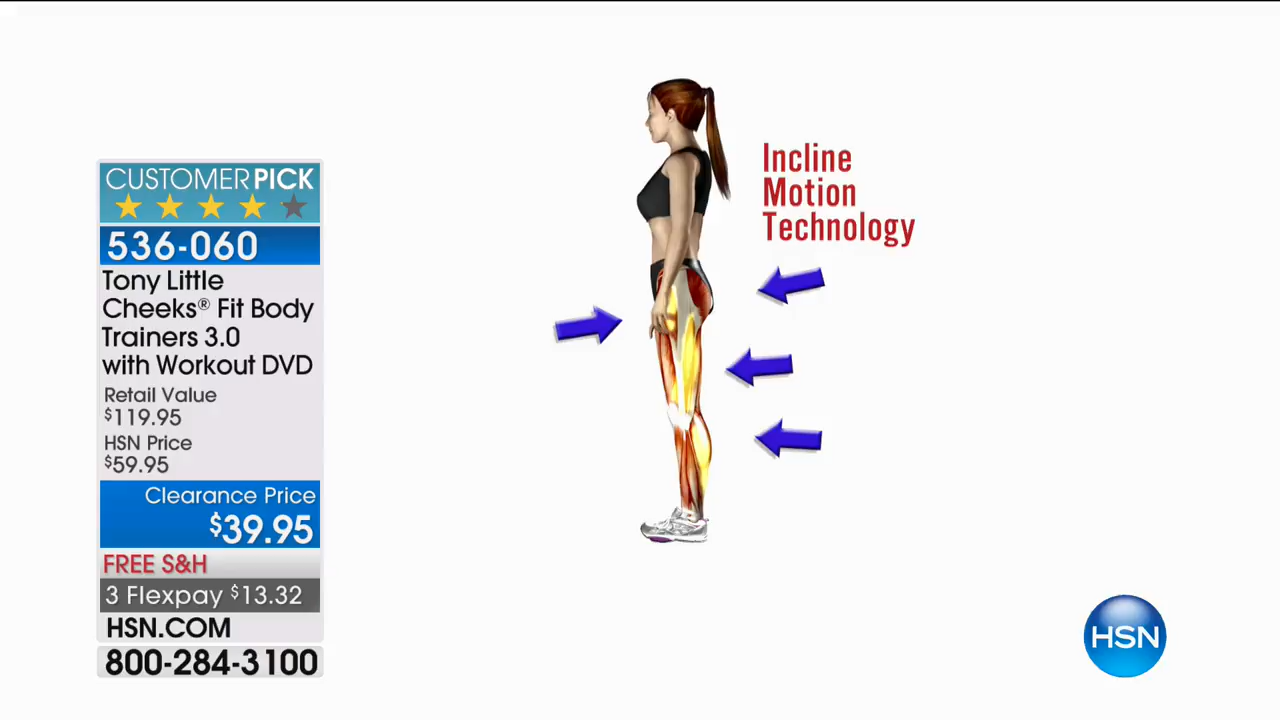 CUSTOMER PICK
536-060
Tony Little
Cheeks® Fit Body
Trainers 3.0
with Workout DVD
Retail Value
$119.95
HSN Price
$59.95
Clearance Price
$39.95
FREE S&H
3 Flexpay $13.32
HSN.COM
800-284-3100
Incline
Motion
Technology
HSN